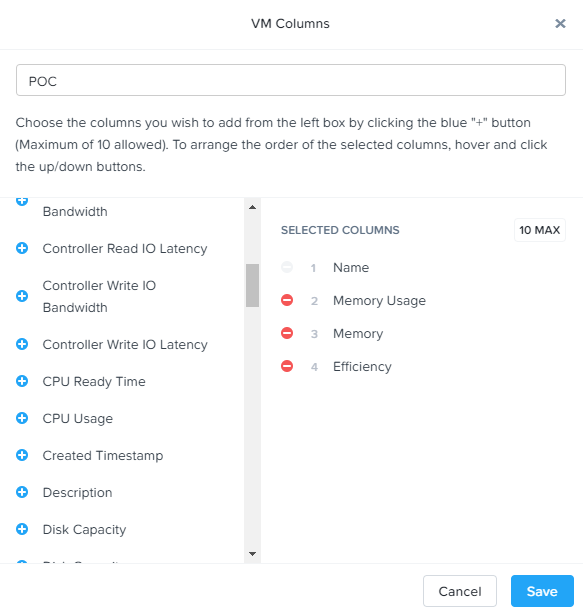 VM Columns
POC
Choose the columns you wish to add from the left box by clicking the blue "+" button
(Maximum of 10 allowed). To arrange the order of the selected columns, hover and click
the up/down buttons.
Bandwidth
Controller Read IO Latency
Controller Write IO
Bandwidth
Controller Write IO Latency
CPU Ready Time
CPU Usage
Created Timestamp
Description
Disk Capacity
SELECTED COLUMNS 10 MAX
1 Name
2 Memory Usage
3 Memory
4 Efficiency
Cancel Save